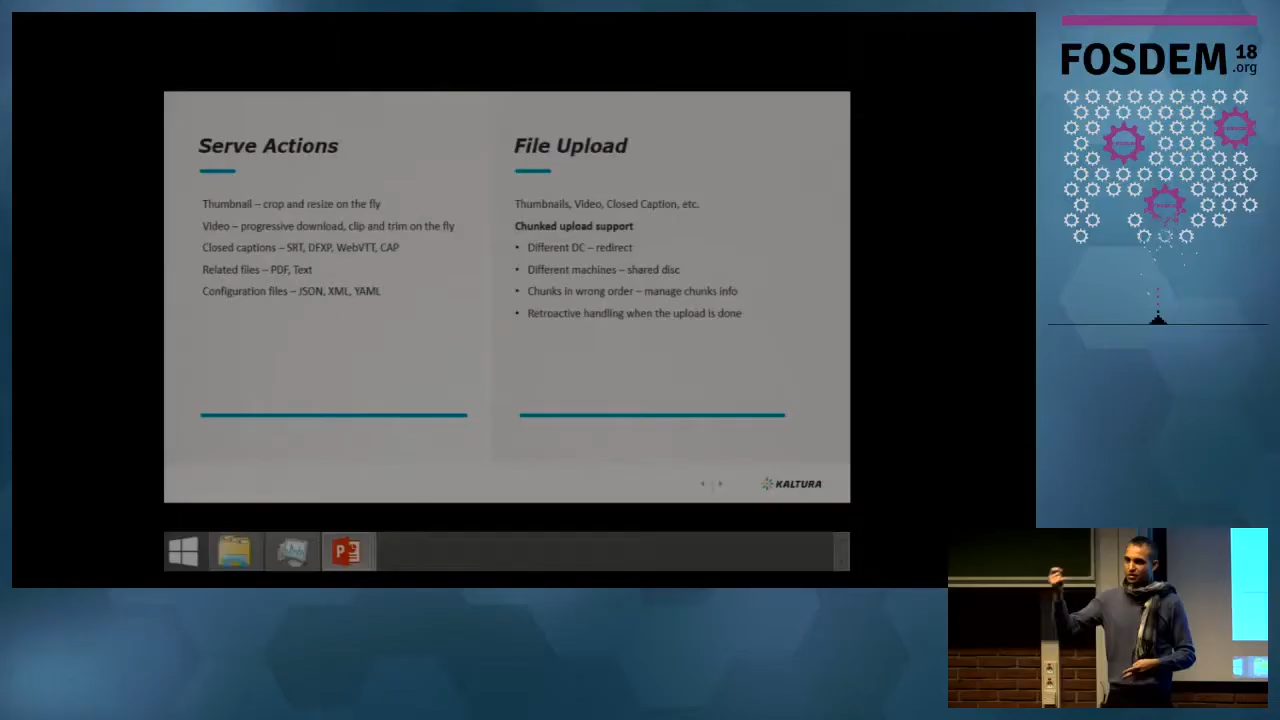 FOSDEM 18
.org
Serve Actions
Thumbnail – crop and resize on the fly
Video – progressive download, clip and trim on the fly
Closed captions – SRT, DFXP, WebVTT, CAP
Related files – PDF, Text
Configuration files – JSON, XML, YAML
File Upload
Thumbnails, Video, Closed Caption, etc.
Chunked upload support
• Different DC – redirect
• Different machines – shared disc
• Chunks in wrong order – manage chunks info
• Retroactive handling when the upload is done
KALTURA
P